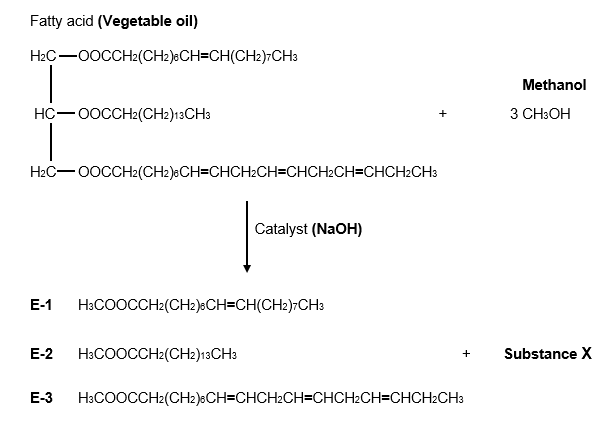 Fatty acid (Vegetable oil)
H₂C—OOCCH₂(CH₂)₆CH=CH(CH₂)₇CH₃
Methanol
HC—OOCCH₂(CH₂)₁₃CH₃ + 3 CH₃OH
H₂C—OOCCH₂(CH₂)₆CH=CHCH₂CH=CHCH₂CH=CHCH₂CH₃
Catalyst (NaOH)
E-1 H₃COOCCH₂(CH₂)₆CH=CH(CH₂)₇CH₃
E-2 H₃COOCCH₂(CH₂)₁₃CH₃ + Substance X
E-3 H₃COOCCH₂(CH₂)₆CH=CHCH₂CH=CHCH₂CH=CHCH₂CH₃